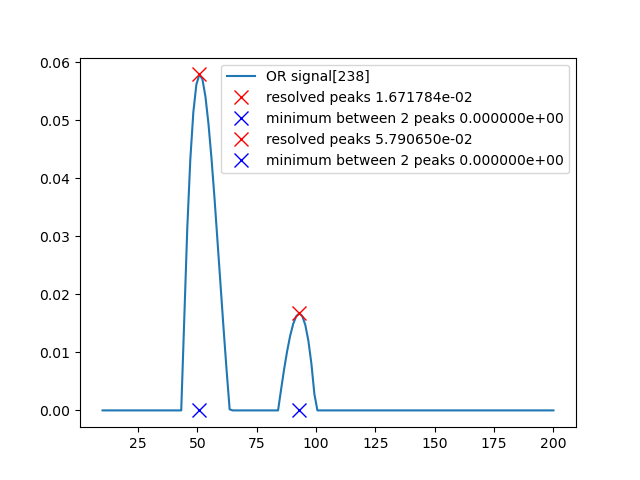 0.06
0.05
0.04
0.03
0.02
0.01
0.00
OR signal[238]
resolved peaks 1.671784e-02
minimum between 2 peaks 0.000000e+00
resolved peaks 5.790650e-02
minimum between 2 peaks 0.000000e+00
25 50 75 100 125 150 175 200